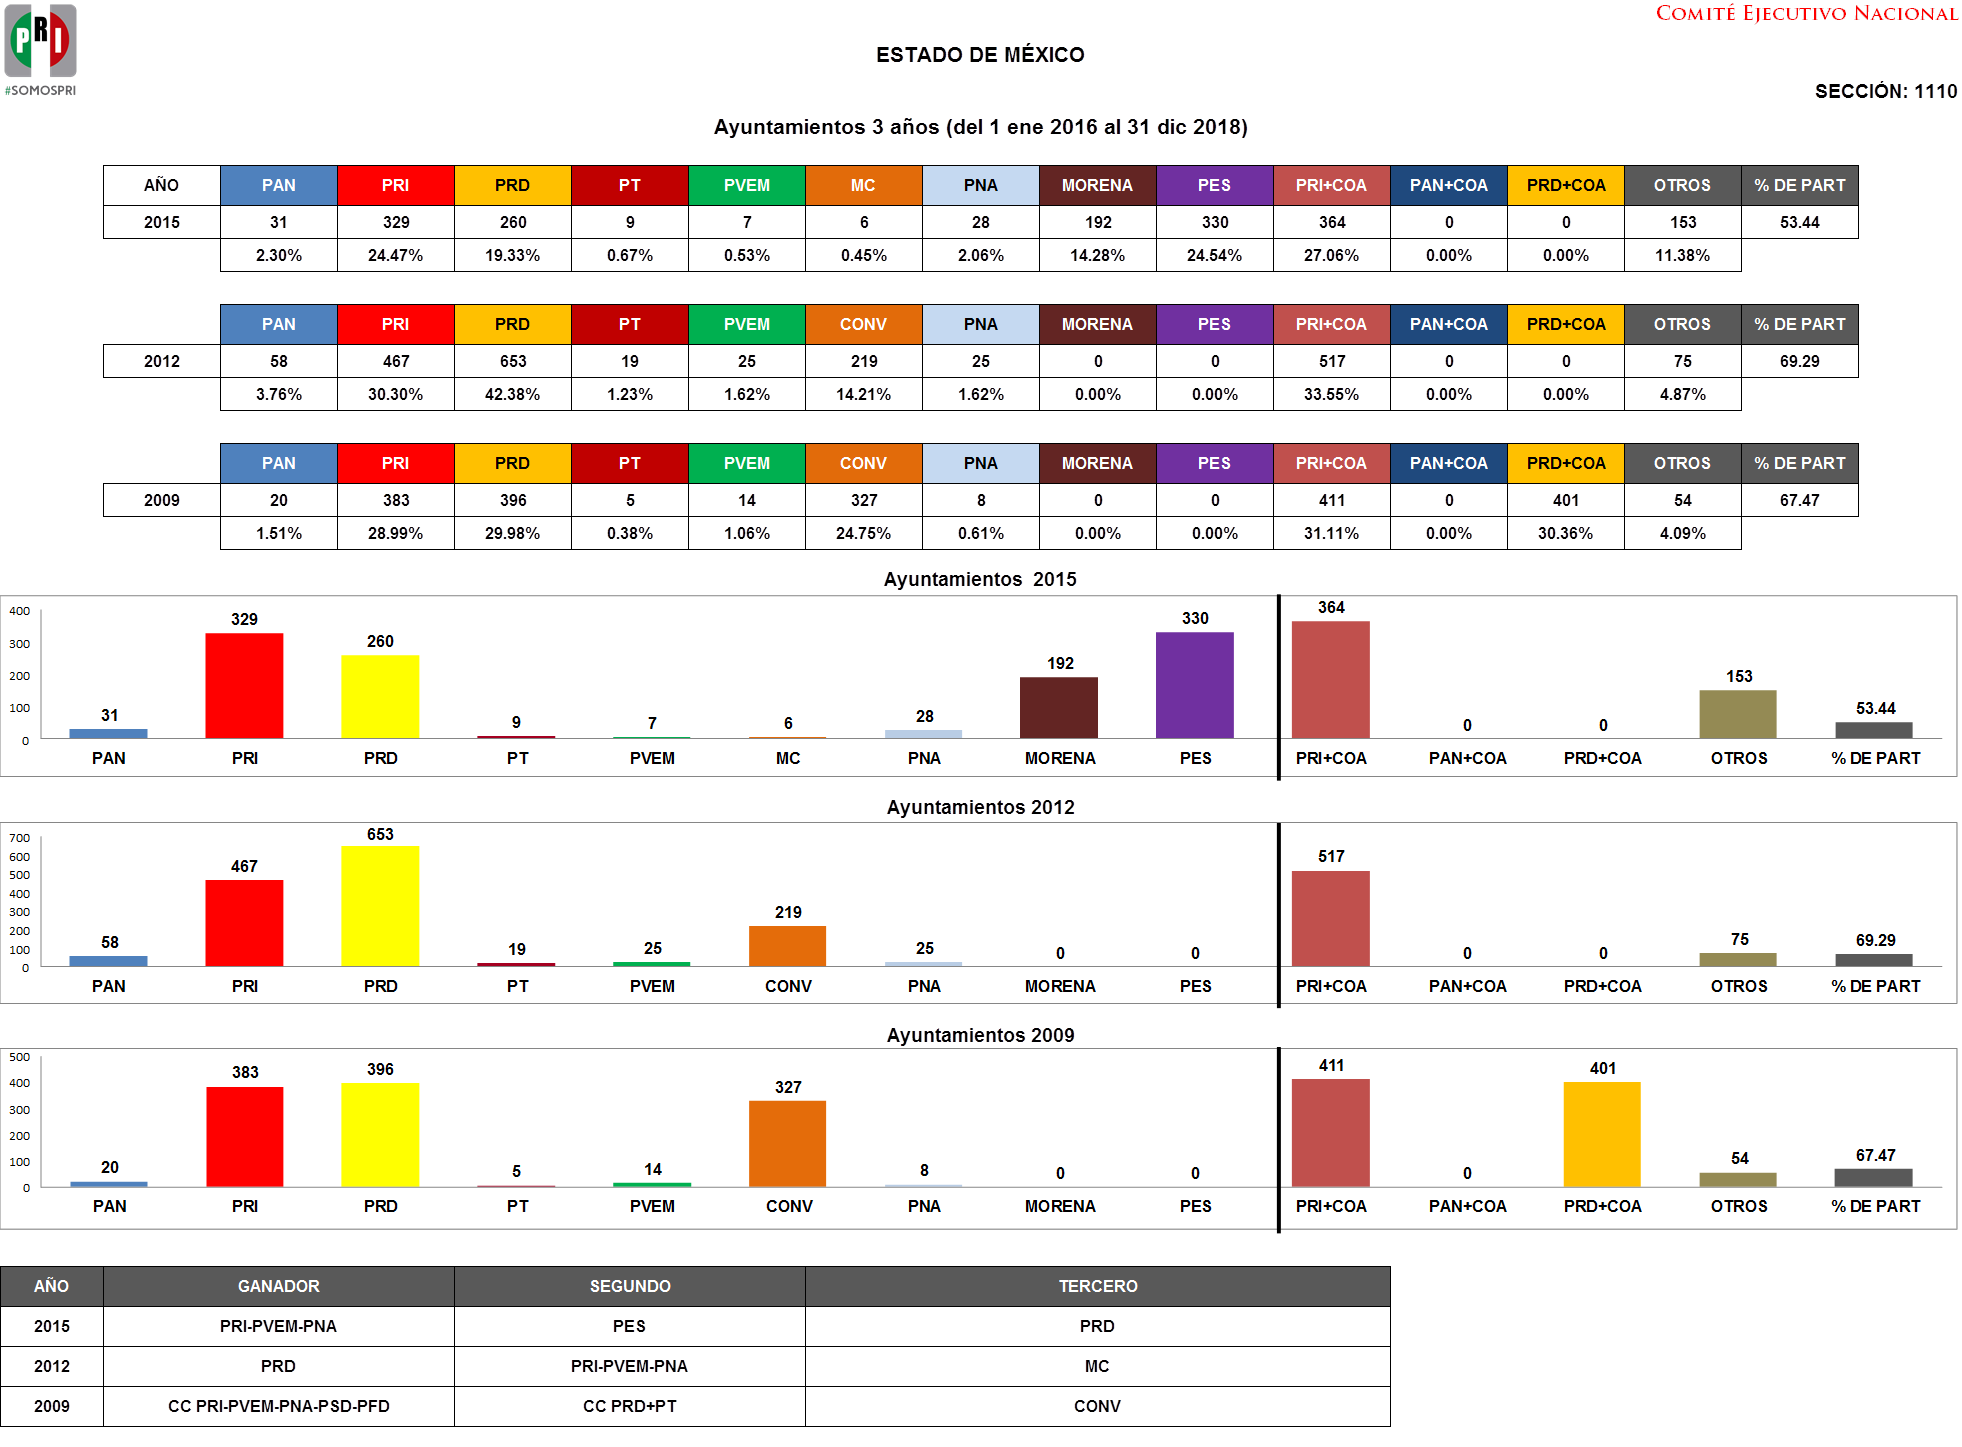 PRI
#SOMOSPRI
COMITÉ EJECUTIVO NACIONAL
ESTADO DE MÉXICO
SECCIÓN: 1110
Ayuntamientos 3 años (del 1 ene 2016 al 31 dic 2018)
AÑO PAN PRI PRD PT PVEM MC PNA MORENA PES PRI+COA PAN+COA PRD+COA OTROS % DE PART
2015 31 329 260 9 7 6 28 192 330 364 0 0 153 53.44
2.30% 24.47% 19.33% 0.67% 0.53% 0.45% 2.06% 14.28% 24.54% 27.06% 0.00% 0.00% 11.38%
PAN PRI PRD PT PVEM CONV PNA MORENA PES PRI+COA PAN+COA PRD+COA OTROS % DE PART
2012 58 467 653 19 25 219 25 0 0 517 0 0 75 69.29
3.76% 30.30% 42.38% 1.23% 1.62% 14.21% 1.62% 0.00% 0.00% 33.55% 0.00% 0.00% 4.87%
PAN PRI PRD PT PVEM CONV PNA MORENA PES PRI+COA PAN+COA PRD+COA OTROS % DE PART
2009 20 383 396 5 14 327 8 0 0 411 0 401 54 67.47
1.51% 28.99% 29.98% 0.38% 1.06% 24.75% 0.61% 0.00% 0.00% 31.11% 0.00% 30.36% 4.09%
Ayuntamientos 2015
400
300
200
100
0
31 329 260 9 7 6 28 192 330 364 0 0 153 53.44
PAN PRI PRD PT PVEM MC PNA MORENA PES PRI+COA PAN+COA PRD+COA OTROS % DE PART
Ayuntamientos 2012
700
600
500
400
300
200
100
0
58 467 653 19 25 219 25 0 0 517 0 0 75 69.29
PAN PRI PRD PT PVEM CONV PNA MORENA PES PRI+COA PAN+COA PRD+COA OTROS % DE PART
Ayuntamientos 2009
500
400
300
200
100
0
20 383 396 5 14 327 8 0 0 411 0 401 54 67.47
PAN PRI PRD PT PVEM CONV PNA MORENA PES PRI+COA PAN+COA PRD+COA OTROS % DE PART
AÑO GANADOR SEGUNDO TERCERO
2015 PRI-PVEM-PNA PES PRD
2012 PRD PRI-PVEM-PNA MC
2009 CC PRI-PVEM-PNA-PSD-PFD CC PRD+PT CONV